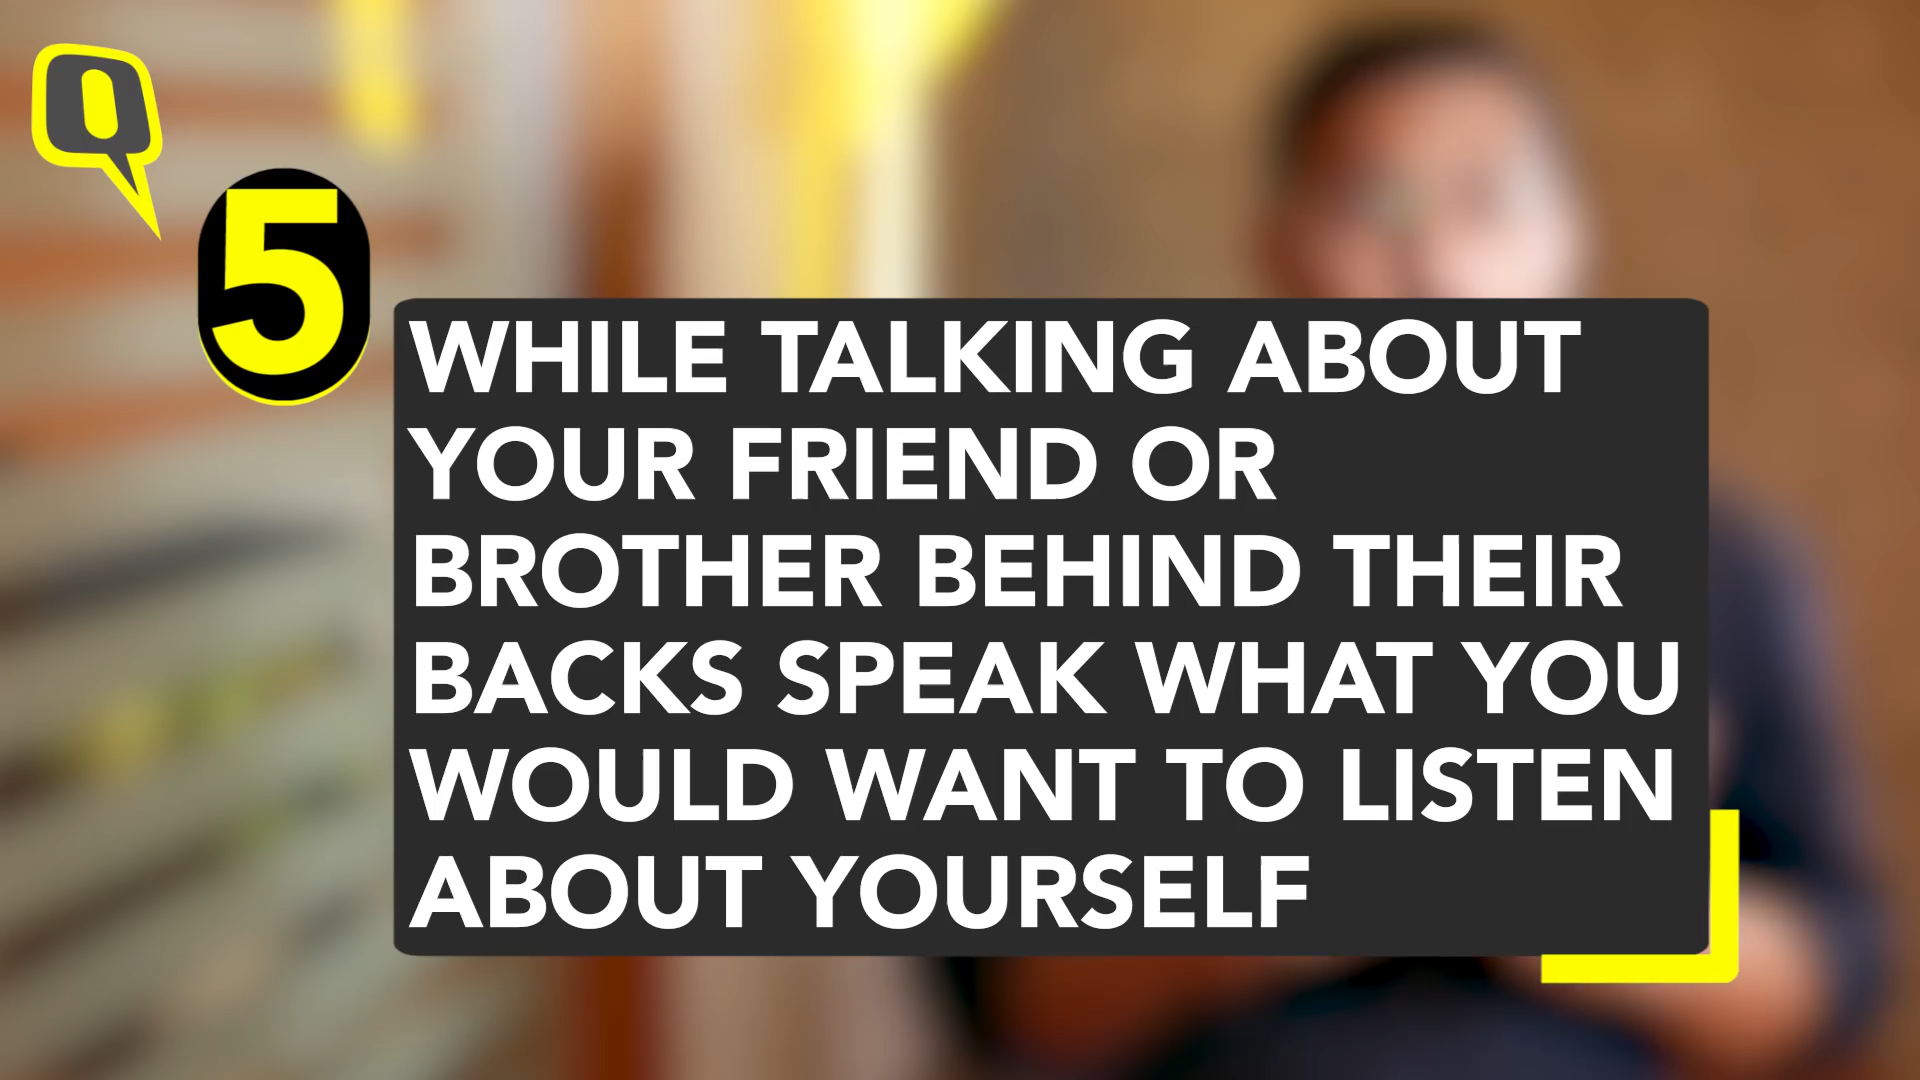 Q
5
WHILE TALKING ABOUT
YOUR FRIEND OR
BROTHER BEHIND THEIR
BACKS SPEAK WHAT YOU
WOULD WANT TO LISTEN
ABOUT YOURSELF